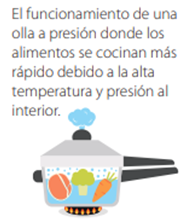 El funcionamiento de una
olla a presión donde los
alimentos se cocinan más
rápido debido a la alta
temperatura y presión al
interior.